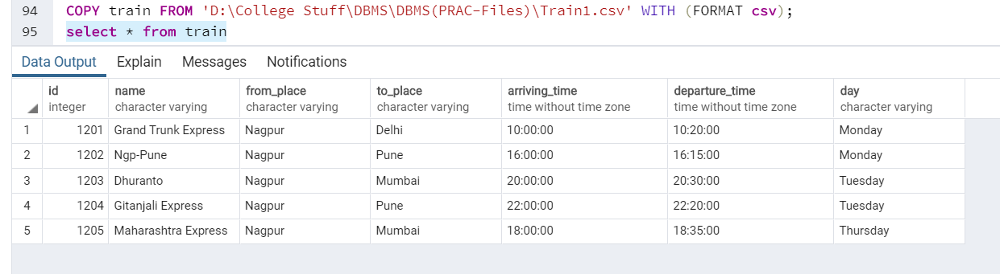 94 COPY train FROM 'D:\College Stuff\DBMS\DBMS(PRAC-Files)\Train1.csv' WITH (FORMAT csv);
95 select * from train
Data Output Explain Messages Notifications
id name from_place to_place arriving_time departure_time day
integer character varying character varying character varying time without time zone time without time zone character varying
1 1201 Grand Trunk Express Nagpur Delhi 10:00:00 10:20:00 Monday
2 1202 Ngp-Pune Nagpur Pune 16:00:00 16:15:00 Monday
3 1203 Dhuranto Nagpur Mumbai 20:00:00 20:30:00 Tuesday
4 1204 Gitanjali Express Nagpur Pune 22:00:00 22:20:00 Tuesday
5 1205 Maharashtra Express Nagpur Mumbai 18:00:00 18:35:00 Thursday